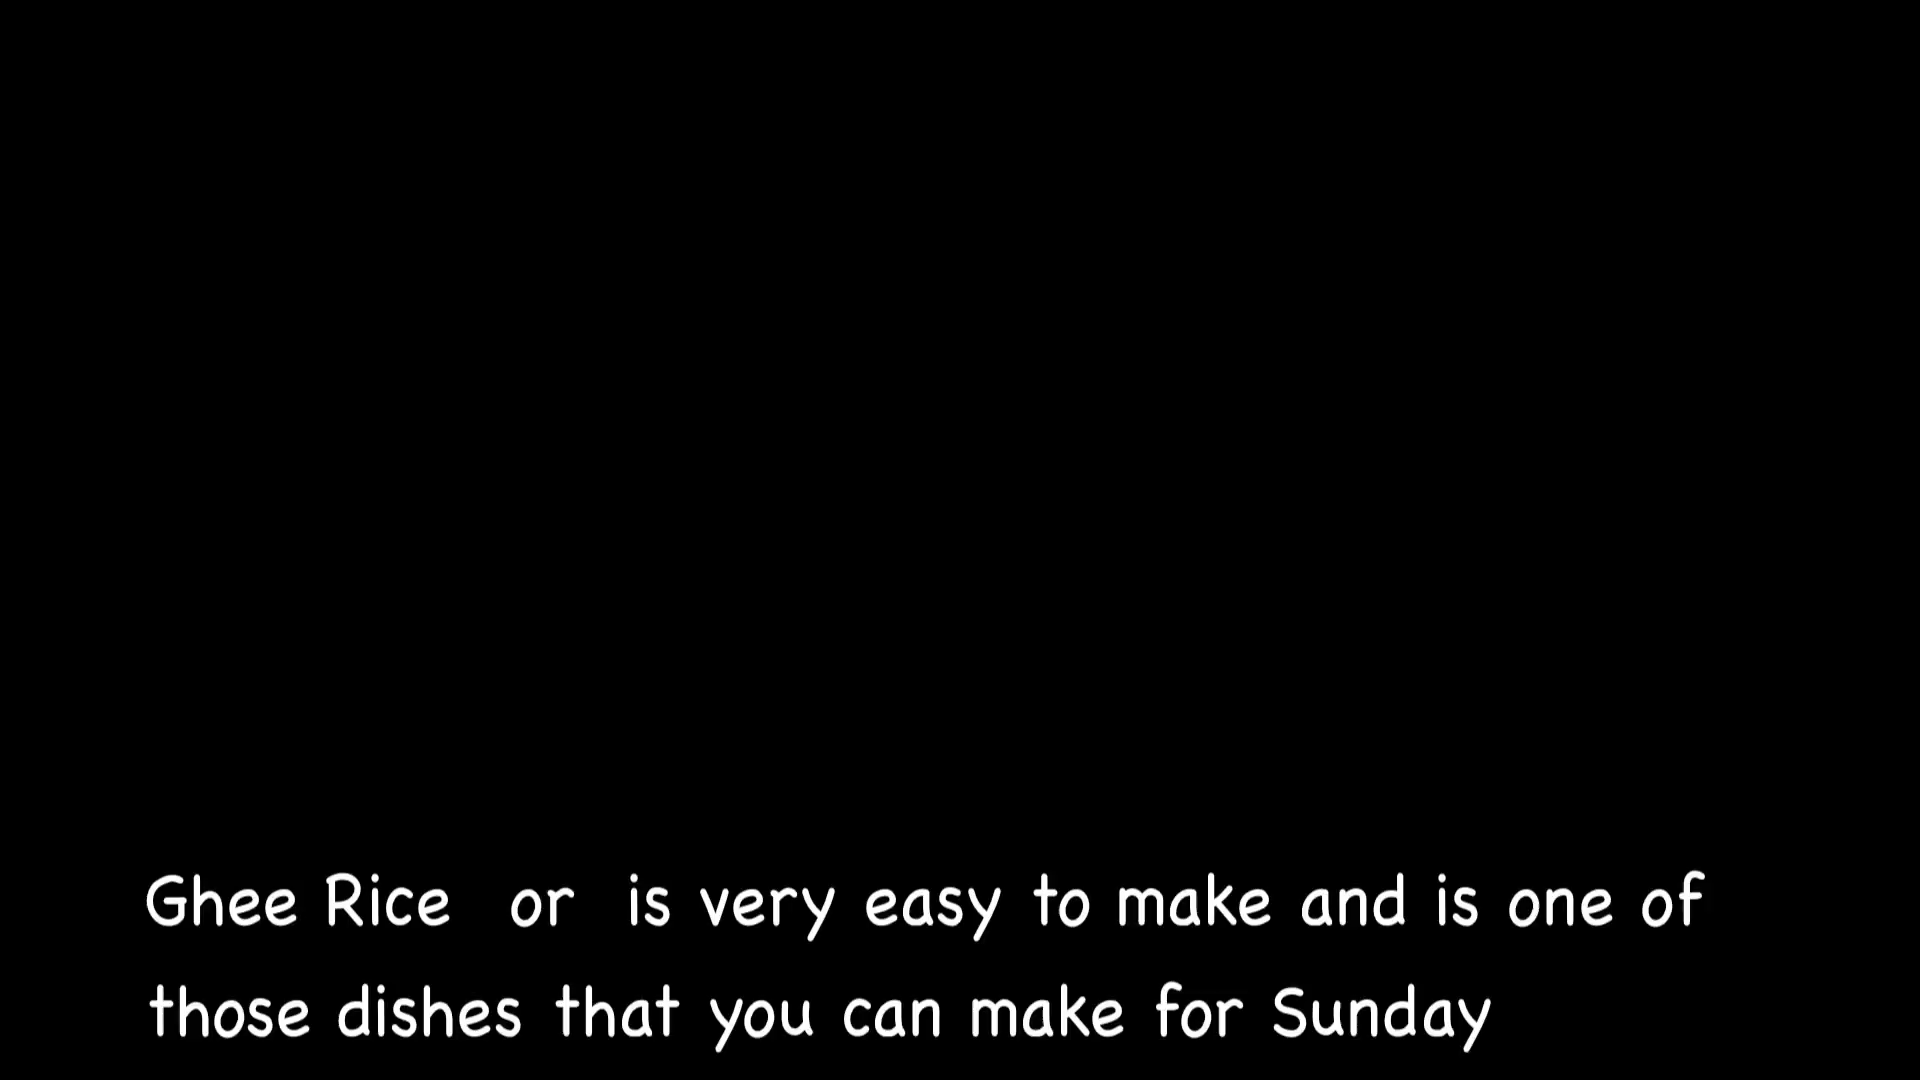 Ghee Rice  or  is very easy to make and is one of
those dishes that you can make for Sunday